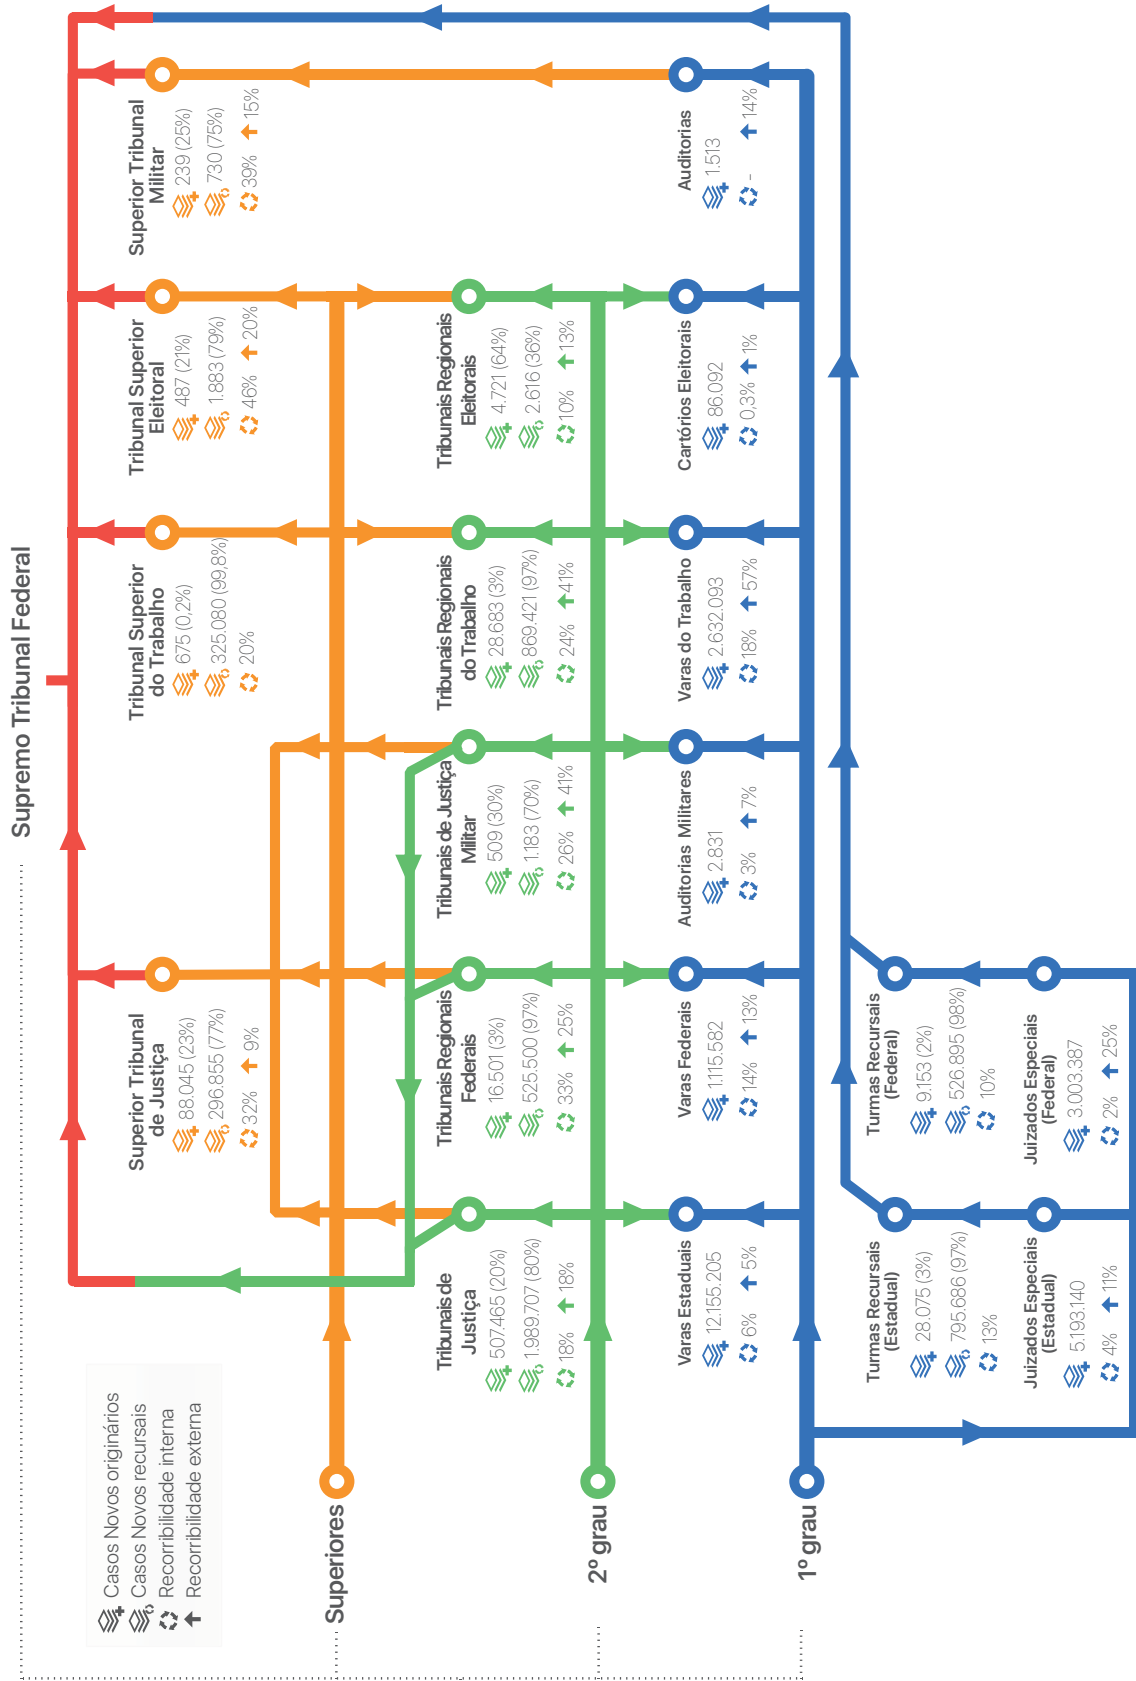 Supremo Tribunal Federal
Casos Novos originários
Casos Novos recursais
Recorribilidade interna
Recorribilidade externa
Superiores
Superior Tribunal
de Justiça
88.045 (23%)
296.855 (77%)
32% 9%
Tribunal Superior
do Trabalho
675 (0,2%)
325.080 (99,8%)
20%
Tribunal Superior
Eleitoral
487 (21%)
1.883 (79%)
46% 20%
Superior Tribunal
Militar
239 (25%)
730 (75%)
39% 15%
2º grau
Tribunais de
Justiça
507.465 (20%)
1.989.707 (80%)
18% 18%
Tribunais Regionais
Federais
16.501 (3%)
525.500 (97%)
33% 25%
Tribunais de Justiça
Militar
509 (30%)
1.183 (70%)
26% 41%
Tribunais Regionais
do Trabalho
28.683 (3%)
869.421 (97%)
24% 41%
Tribunais Regionais
Eleitorais
4.721 (64%)
2.616 (36%)
10% 13%
1º grau
Varas Estaduais
12.155.205
6% 5%
Varas Federais
1.115.582
14% 13%
Auditorias Militares
2.831
3% 7%
Varas do Trabalho
2.632.093
18% 57%
Cartórios Eleitorais
86.092
0,3% 1%
Auditorias
1.513
- 14%
Turmas Recursais
(Estadual)
28.075 (3%)
795.686 (97%)
13%
Turmas Recursais
(Federal)
9.153 (2%)
526.895 (98%)
10%
Juizados Especiais
(Estadual)
5.193.140
4% 11%
Juizados Especiais
(Federal)
3.003.387
2% 25%